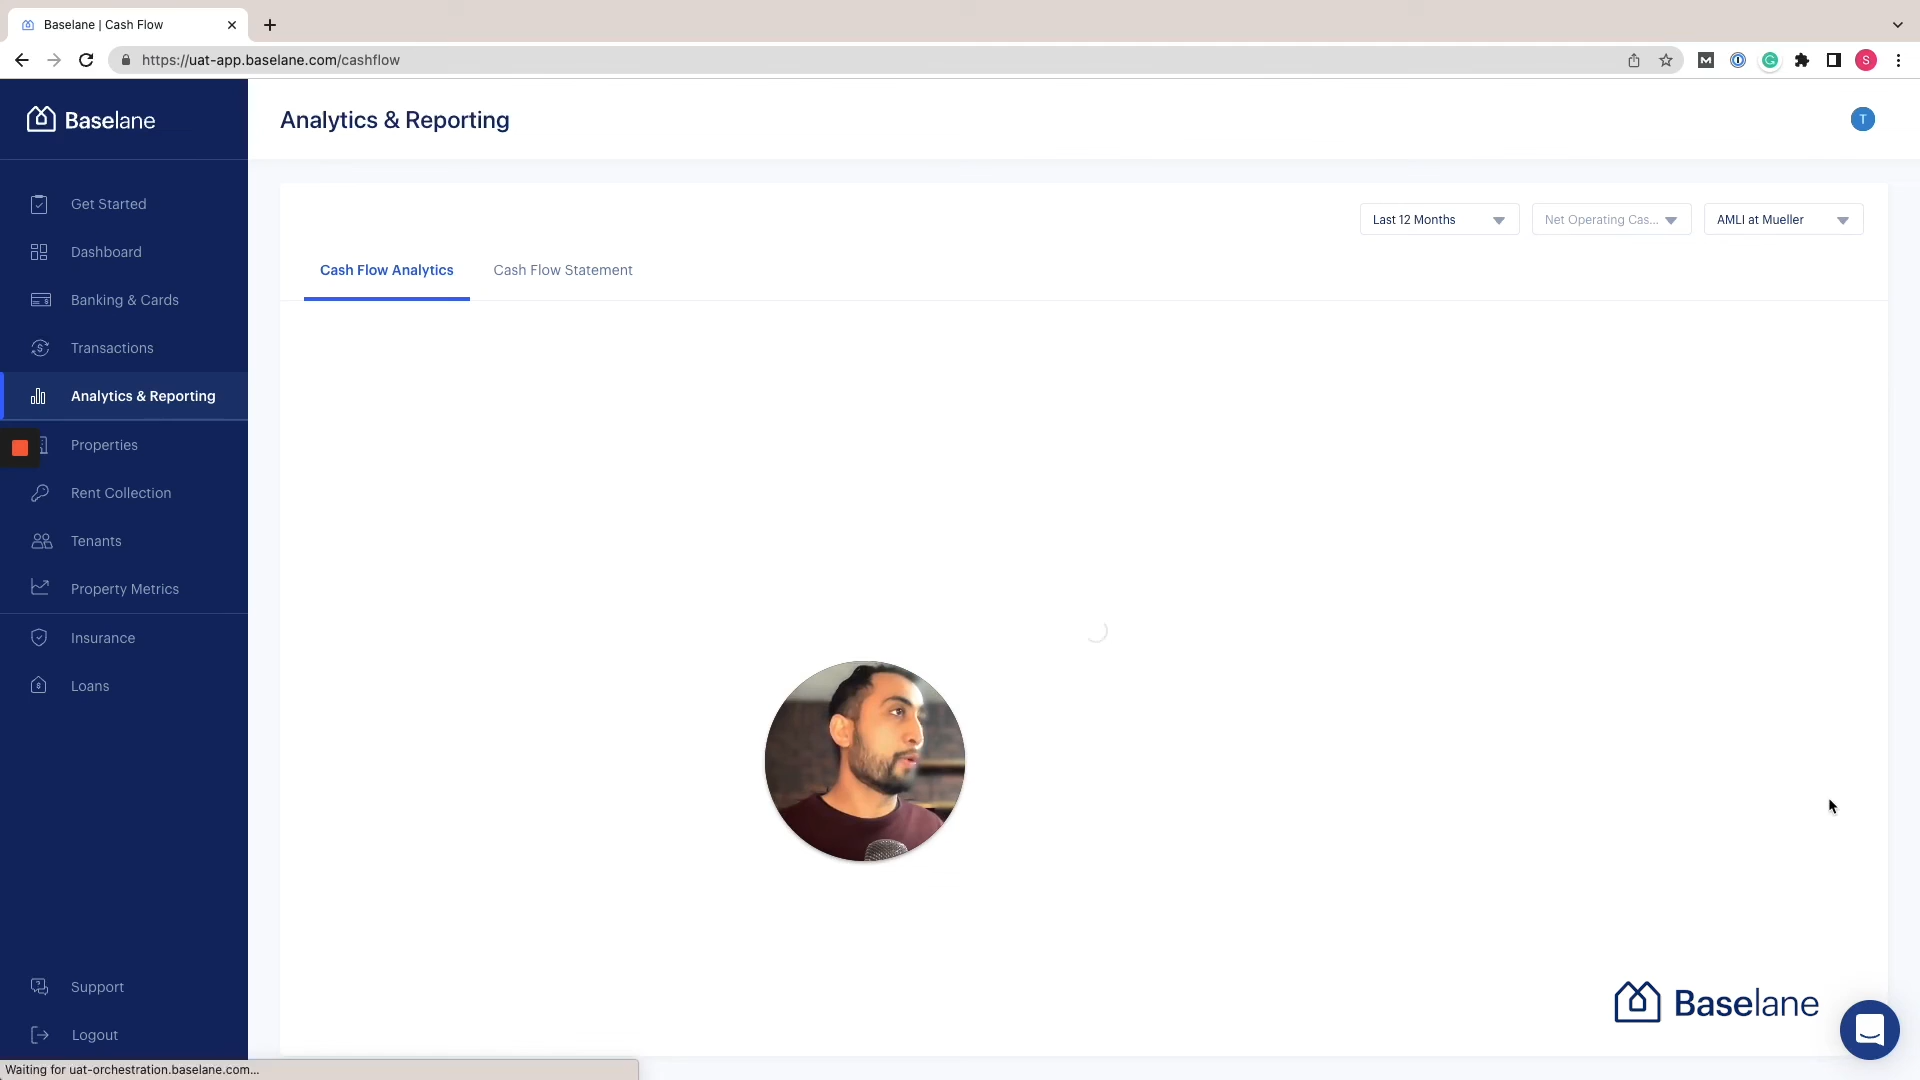 Baselane | Cash Flow
https://uat-app.baselane.com/cashflow
S
Baselane
Analytics & Reporting
T
Get Started
Dashboard
Banking & Cards
Transactions
Analytics & Reporting
Properties
Rent Collection
Tenants
Property Metrics
Insurance
Loans
Support
Logout
Last 12 Months
Net Operating Cas...
AMLI at Mueller
Cash Flow Analytics
Cash Flow Statement
Baselane
Waiting for uat-orchestration.baselane.com...